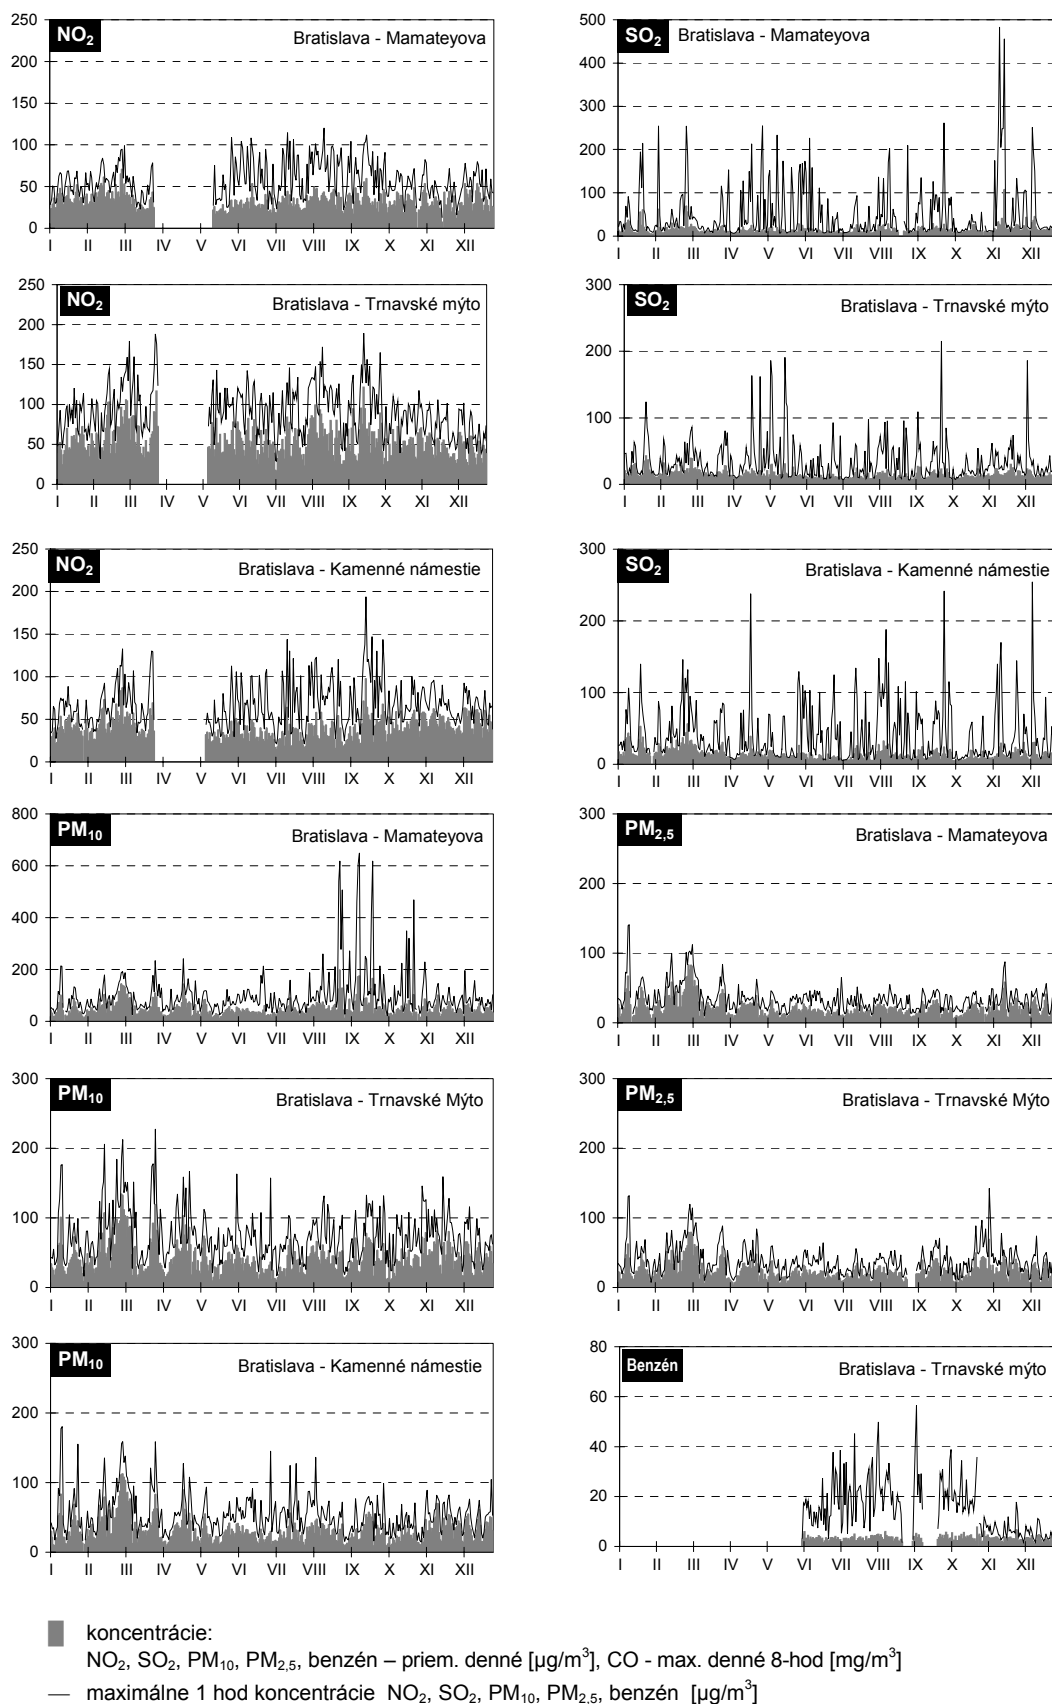 NO₂ Bratislava - Mamateyova
250
200
150
100
50
0
I II III IV V VI VII VIII IX X XI XII
SO₂ Bratislava - Mamateyova
500
400
300
200
100
0
I II III IV V VI VII VIII IX X XI XII
NO₂ Bratislava - Trnavské mýto
250
200
150
100
50
0
I II III IV V VI VII VIII IX X XI XII
SO₂ Bratislava - Trnavské mýto
300
200
100
0
I II III IV V VI VII VIII IX X XI XII
NO₂ Bratislava - Kamenné námestie
250
200
150
100
50
0
I II III IV V VI VII VIII IX X XI XII
SO₂ Bratislava - Kamenné námestie
300
200
100
0
I II III IV V VI VII VIII IX X XI XII
PM₁₀ Bratislava - Mamateyova
800
600
400
200
0
I II III IV V VI VII VIII IX X XI XII
PM₂,₅ Bratislava - Mamateyova
300
200
100
0
I II III IV V VI VII VIII IX X XI XII
PM₁₀ Bratislava - Trnavské Mýto
300
200
100
0
I II III IV V VI VII VIII IX X XI XII
PM₂,₅ Bratislava - Trnavské Mýto
300
200
100
0
I II III IV V VI VII VIII IX X XI XII
PM₁₀ Bratislava - Kamenné námestie
300
200
100
0
I II III IV V VI VII VIII IX X XI XII
Benzén Bratislava - Trnavské mýto
80
60
40
20
0
I II III IV V VI VII VIII IX X XI XII
koncentrácie:
NO₂, SO₂, PM₁₀, PM₂,₅, benzén – priem. denné [µg/m³], CO - max. denné 8-hod [mg/m³]
maximálne 1 hod koncentrácie NO₂, SO₂, PM₁₀, PM₂,₅, benzén [µg/m³]